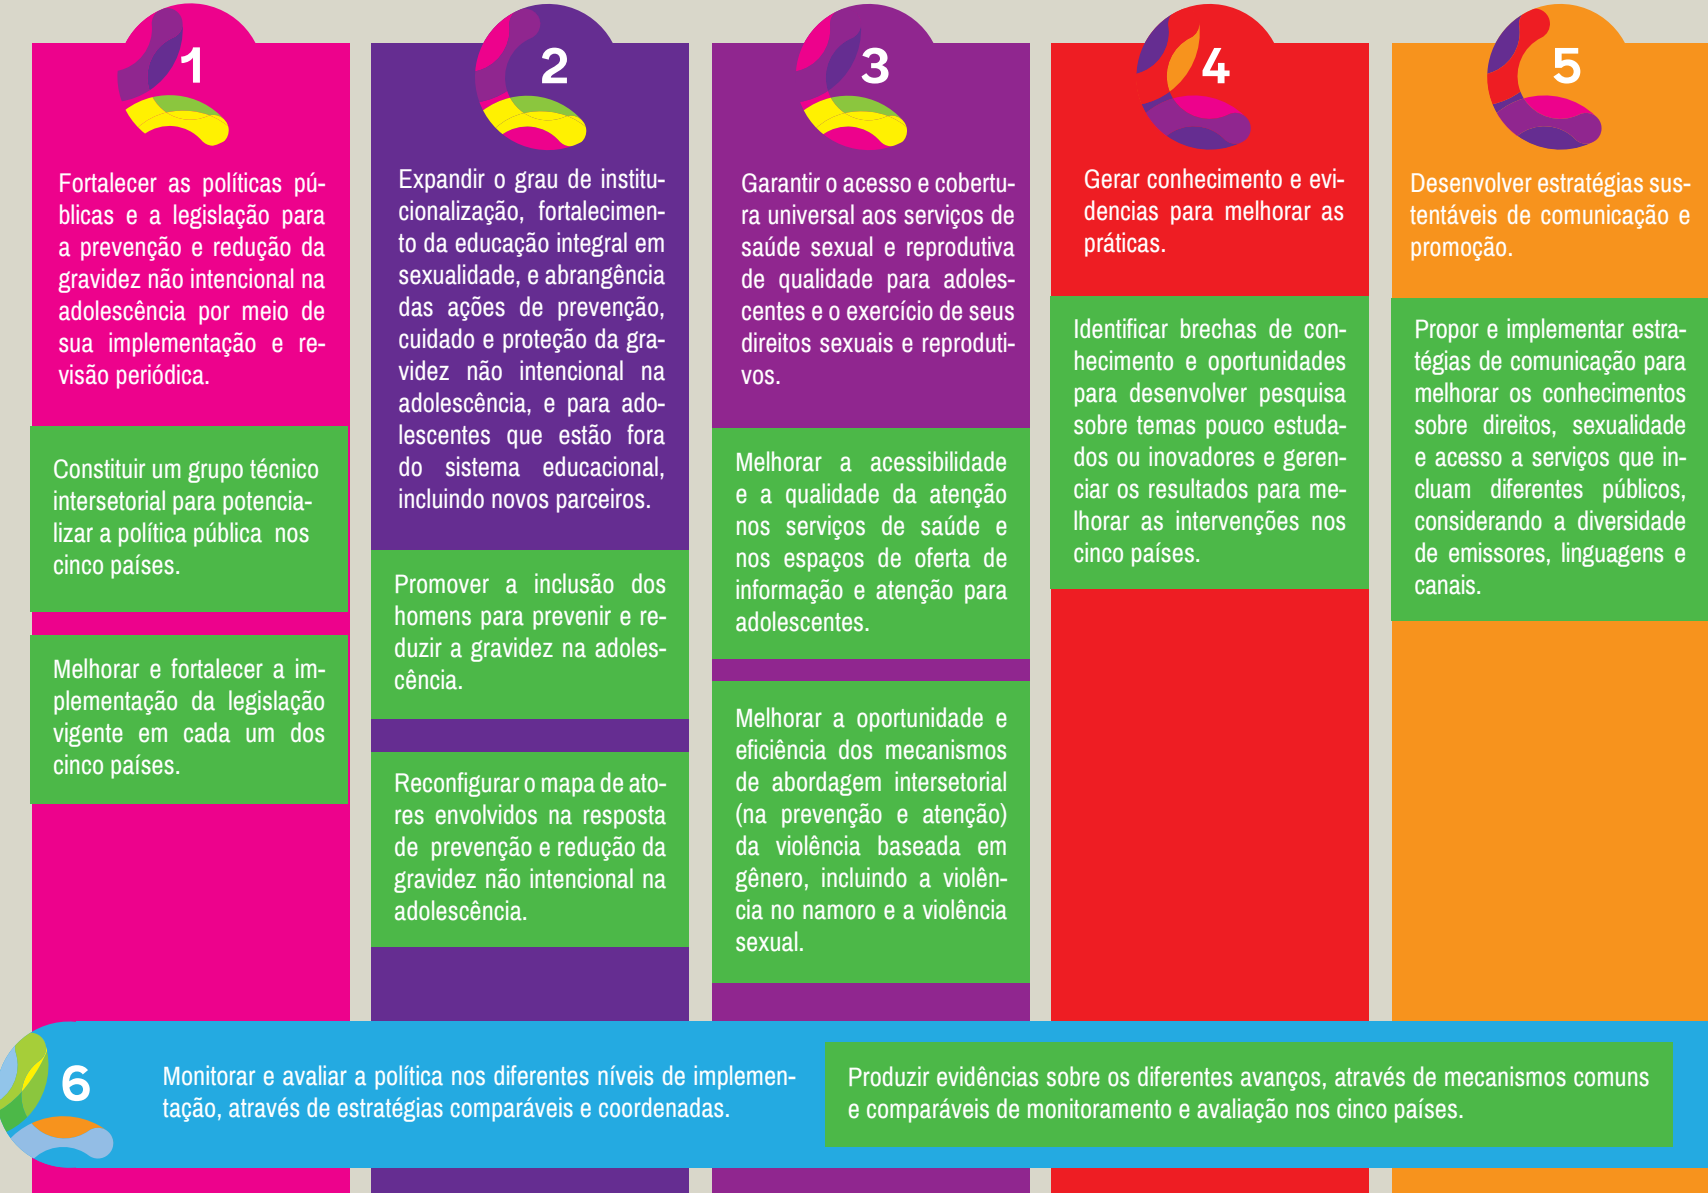 1
Fortalecer as políticas pú-
blicas e a legislação para
a prevenção e redução da
gravidez não intencional na
adolescência por meio de
sua implementação e re-
visão periódica.
Constituir um grupo técnico
intersetorial para potencia-
lizar a política pública nos
cinco países.
Melhorar e fortalecer a im-
plementação da legislação
vigente em cada um dos
cinco países.
2
Expandir o grau de institu-
cionalização, fortalecimen-
to da educação integral em
sexualidade, e abrangência
das ações de prevenção,
cuidado e proteção da gra-
videz não intencional na
adolescência, e para ado-
lescentes que estão fora
do sistema educacional,
incluindo novos parceiros.
Promover a inclusão dos
homens para prevenir e re-
duzir a gravidez na adoles-
cência.
Reconfigurar o mapa de ato-
res envolvidos na resposta
de prevenção e redução da
gravidez não intencional na
adolescência.
3
Garantir o acesso e cobertu-
ra universal aos serviços de
saúde sexual e reprodutiva
de qualidade para adoles-
centes e o exercício de seus
direitos sexuais e reproduti-
vos.
Melhorar a acessibilidade
e a qualidade da atenção
nos serviços de saúde e
nos espaços de oferta de
informação e atenção para
adolescentes.
Melhorar a oportunidade e
eficiência dos mecanismos
de abordagem intersetorial
(na prevenção e atenção)
da violência baseada em
gênero, incluindo a violên-
cia no namoro e a violência
sexual.
4
Gerar conhecimento e evi-
dencias para melhorar as
práticas.
Identificar brechas de con-
hecimento e oportunidades
para desenvolver pesquisa
sobre temas pouco estuda-
dos ou inovadores e geren-
ciar os resultados para me-
lhorar as intervenções nos
cinco países.
5
Desenvolver estratégias sus-
tentáveis de comunicação e
promoção.
Propor e implementar estra-
tégias de comunicação para
melhorar os conhecimentos
sobre direitos, sexualidade
e acesso a serviços que in-
cluam diferentes públicos,
considerando a diversidade
de emissores, linguagens e
canais.
6
Monitorar e avaliar a política nos diferentes níveis de implemen-
tação, através de estratégias comparáveis e coordenadas.
Produzir evidências sobre os diferentes avanços, através de mecanismos comuns
e comparáveis de monitoramento e avaliação nos cinco países.